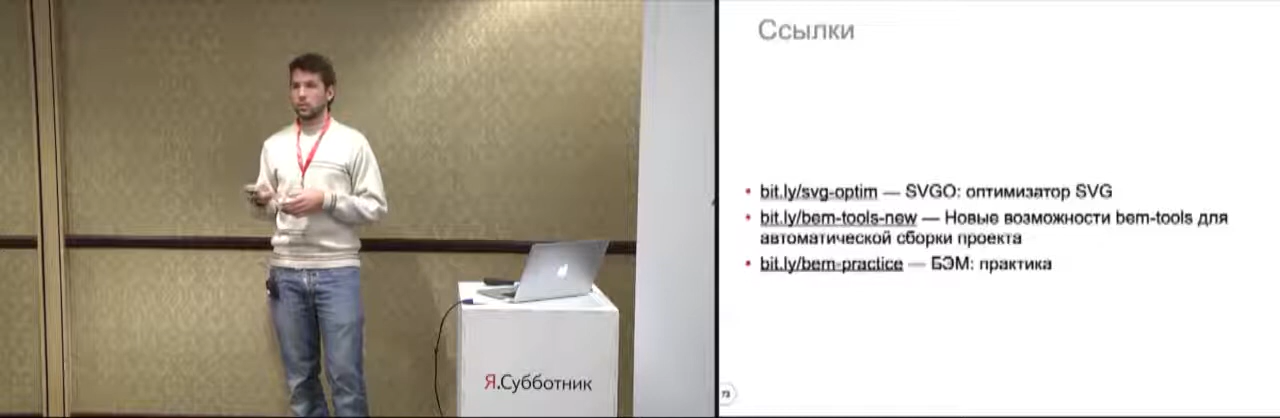 Ссылки
bit.ly/svg-optim — SVGO: оптимизатор SVG
bit.ly/bem-tools-new — Новые возможности bem-tools для
автоматической сборки проекта
bit.ly/bem-practice — БЭМ: практика
Я.Субботник
73